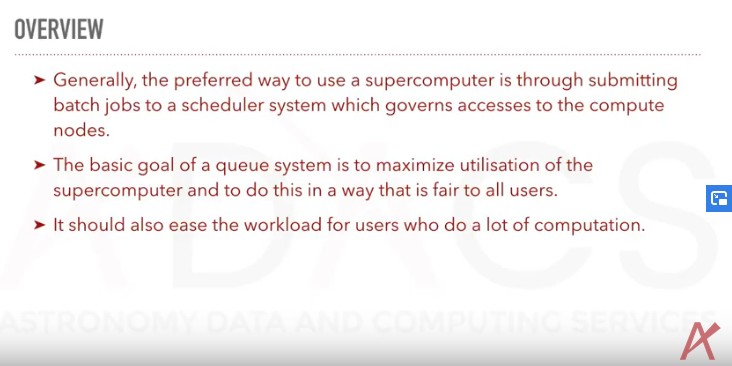 OVERVIEW
➤ Generally, the preferred way to use a supercomputer is through submitting
batch jobs to a scheduler system which governs accesses to the compute
nodes.
➤ The basic goal of a queue system is to maximize utilisation of the
supercomputer and to do this in a way that is fair to all users.
➤ It should also ease the workload for users who do a lot of computation.
ADACS
ASTRONOMY DATA AND COMPUTING SERVICES